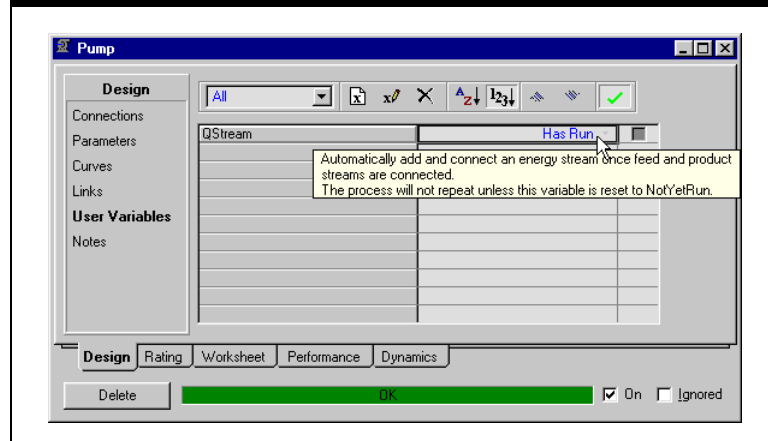 Pump
Design
Connections
Parameters
Curves
Links
User Variables
Notes
All
QStream
Has Run
Automatically add and connect an energy stream once feed and product
streams are connected.
The process will not repeat unless this variable is reset to NotYetRun.
Design Rating Worksheet Performance Dynamics
Delete OK On Ignored